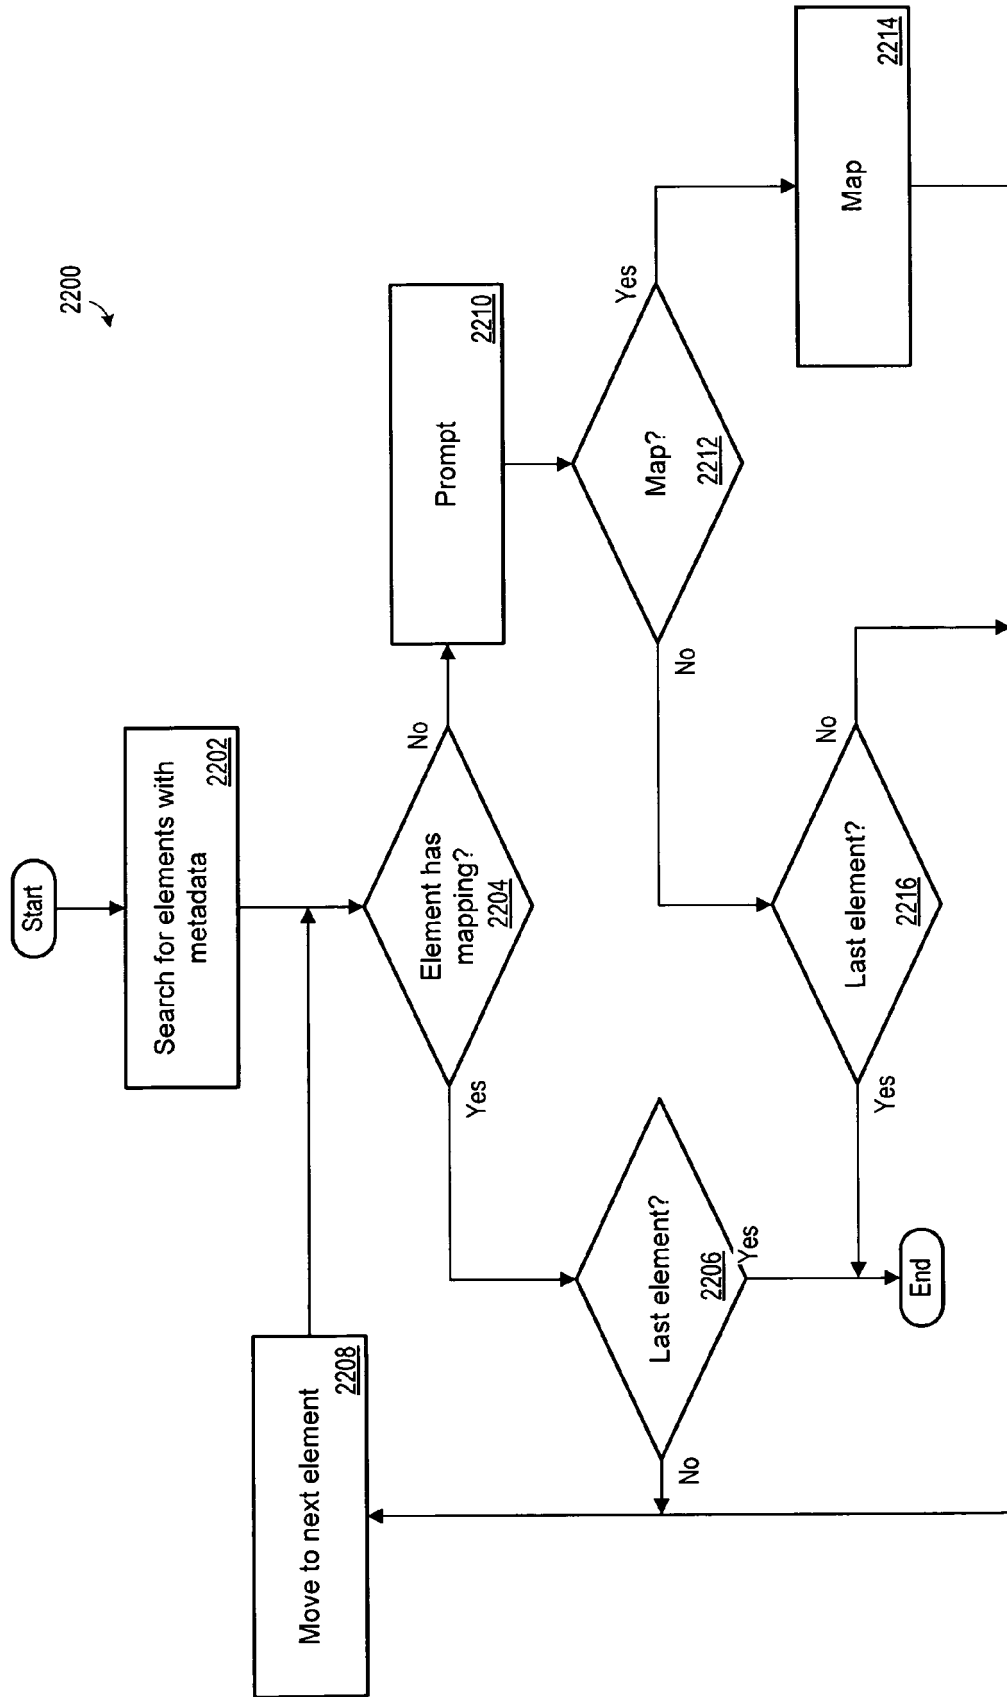 2200
Start
Search for elements with
metadata
2202
Move to next element
2208
Element has
mapping?
2204
Yes
No
Prompt
2210
Last element?
2206
No
Yes
Map?
2212
No
Yes
Last element?
2216
Yes
No
Map
2214
End